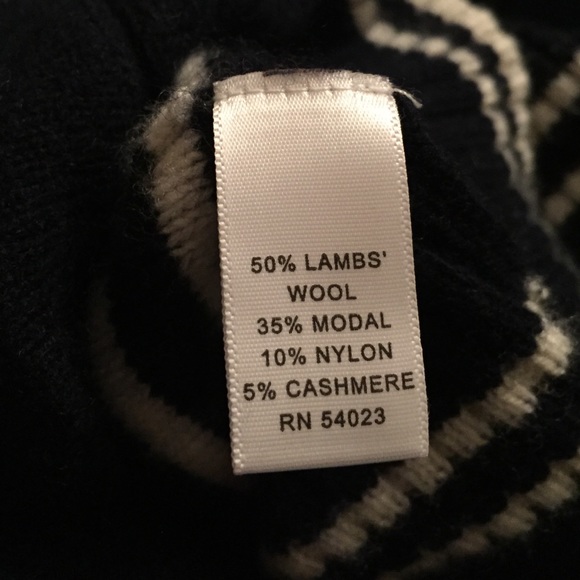 50% LAMBS'
WOOL
35% MODAL
10% NYLON
5% CASHMERE
RN 54023